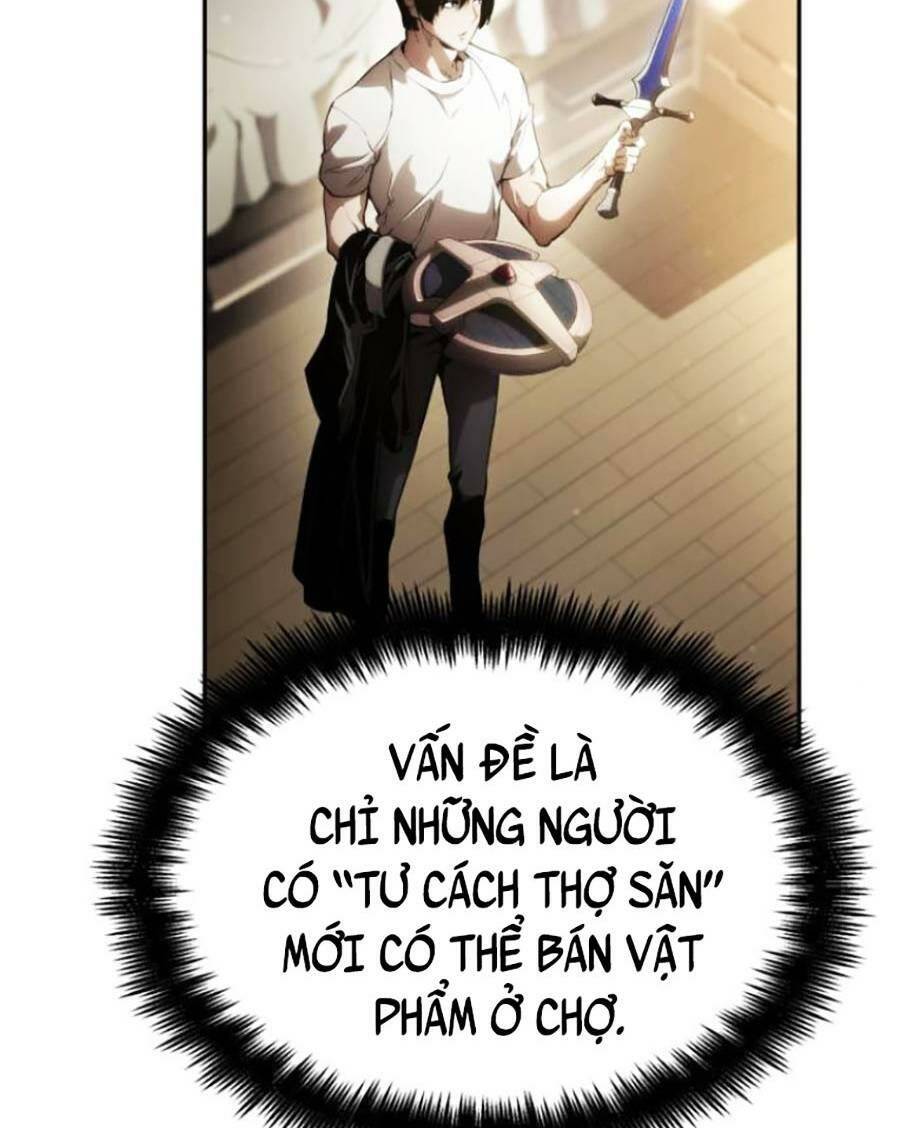 VẤN ĐỀ LÀ
CHỈ NHỮNG NGƯỜI
CÓ “TƯ CÁCH THỢ SĂN”
MỚI CÓ THỂ BÁN VẬT
PHẨM Ở CHỢ.